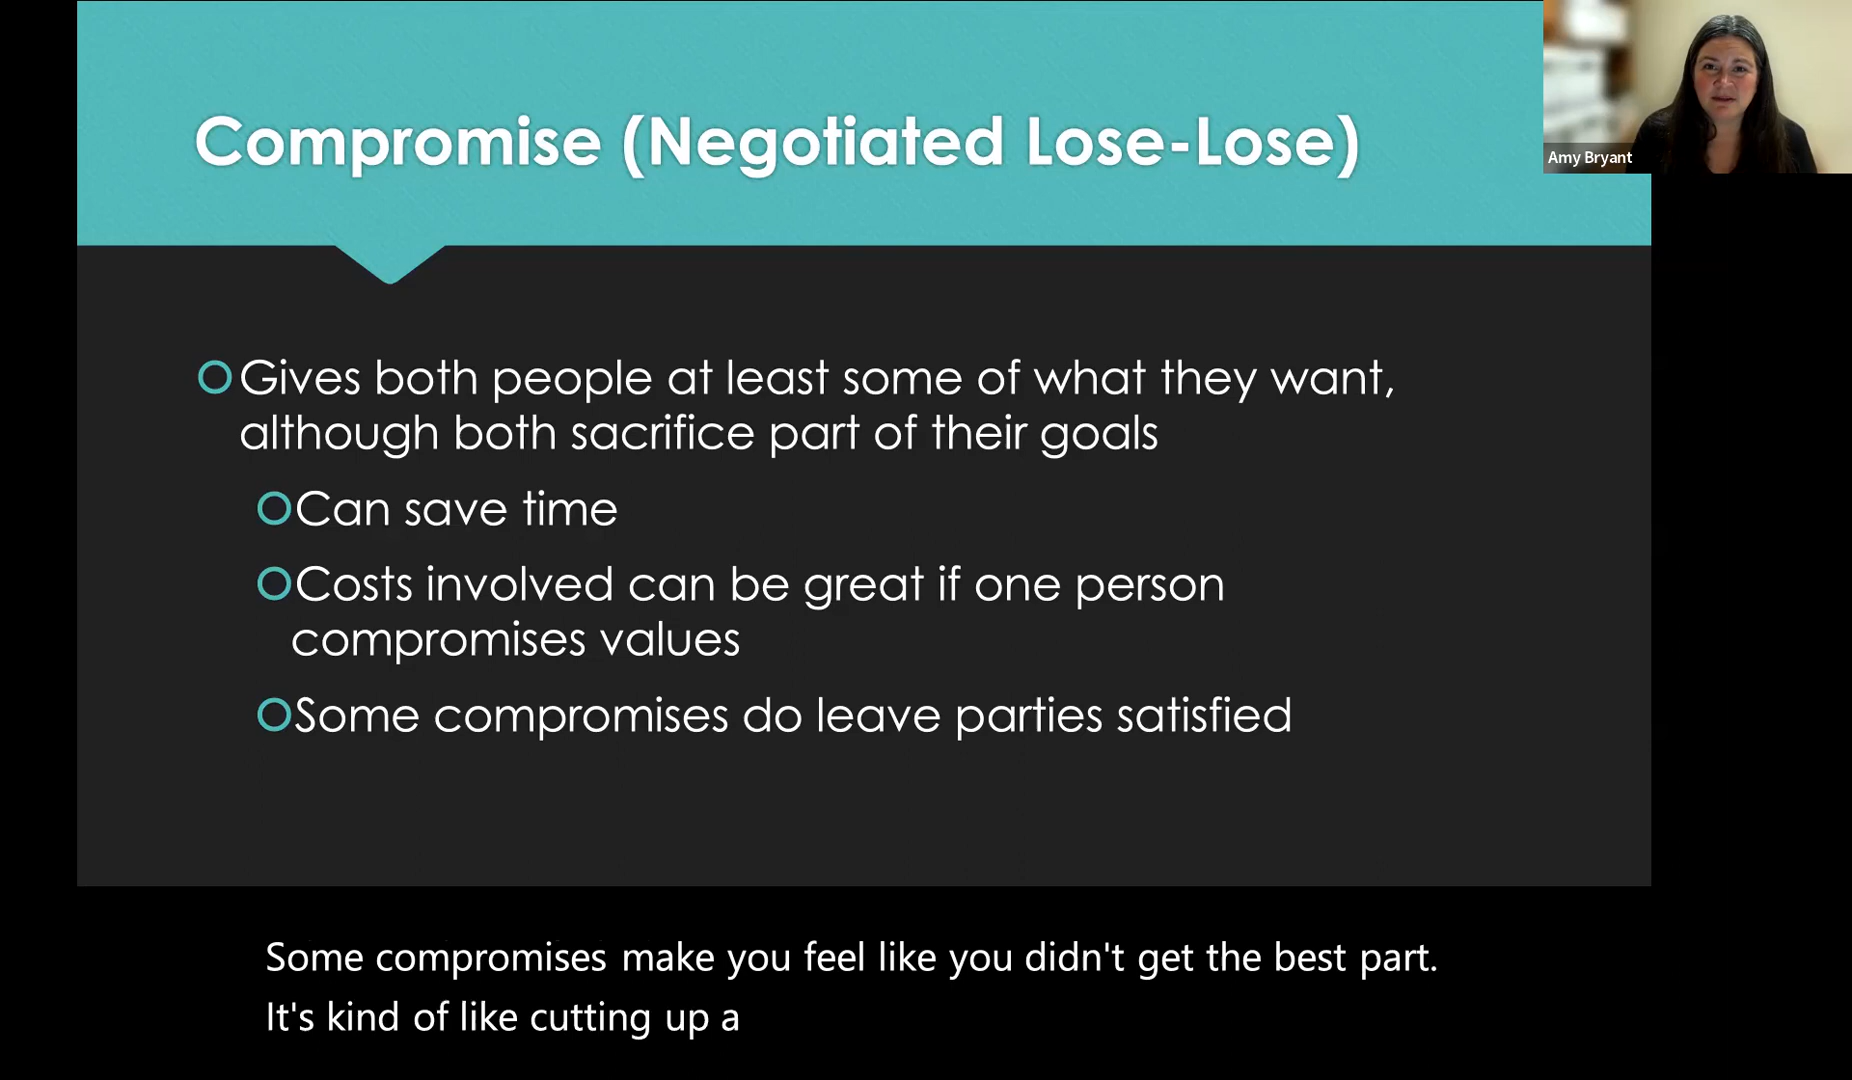 Compromise (Negotiated Lose-Lose)
Amy Bryant
Gives both people at least some of what they want,
although both sacrifice part of their goals
Can save time
Costs involved can be great if one person
compromises values
Some compromises do leave parties satisfied
Some compromises make you feel like you didn't get the best part.
It's kind of like cutting up a